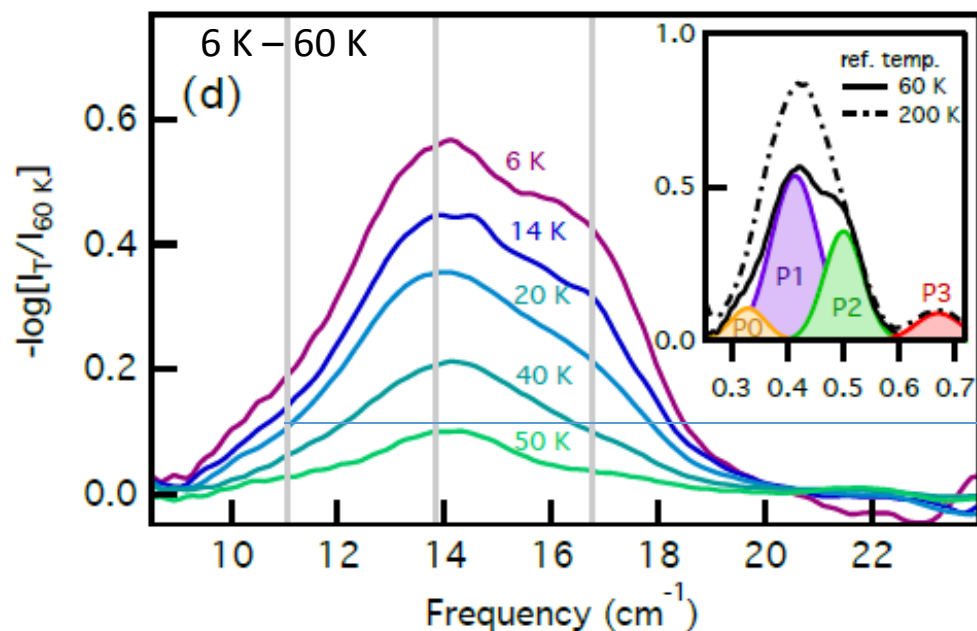 6 K – 60 K
(d)
-log[I_T/I_60 K]
0.6
0.4
0.2
0.0
10
12
14
16
18
20
22
Frequency (cm⁻¹)
6 K
14 K
20 K
40 K
50 K
1.0
0.5
0.0
ref. temp.
60 K
200 K
P0
P1
P2
P3
0.3
0.4
0.5
0.6
0.7